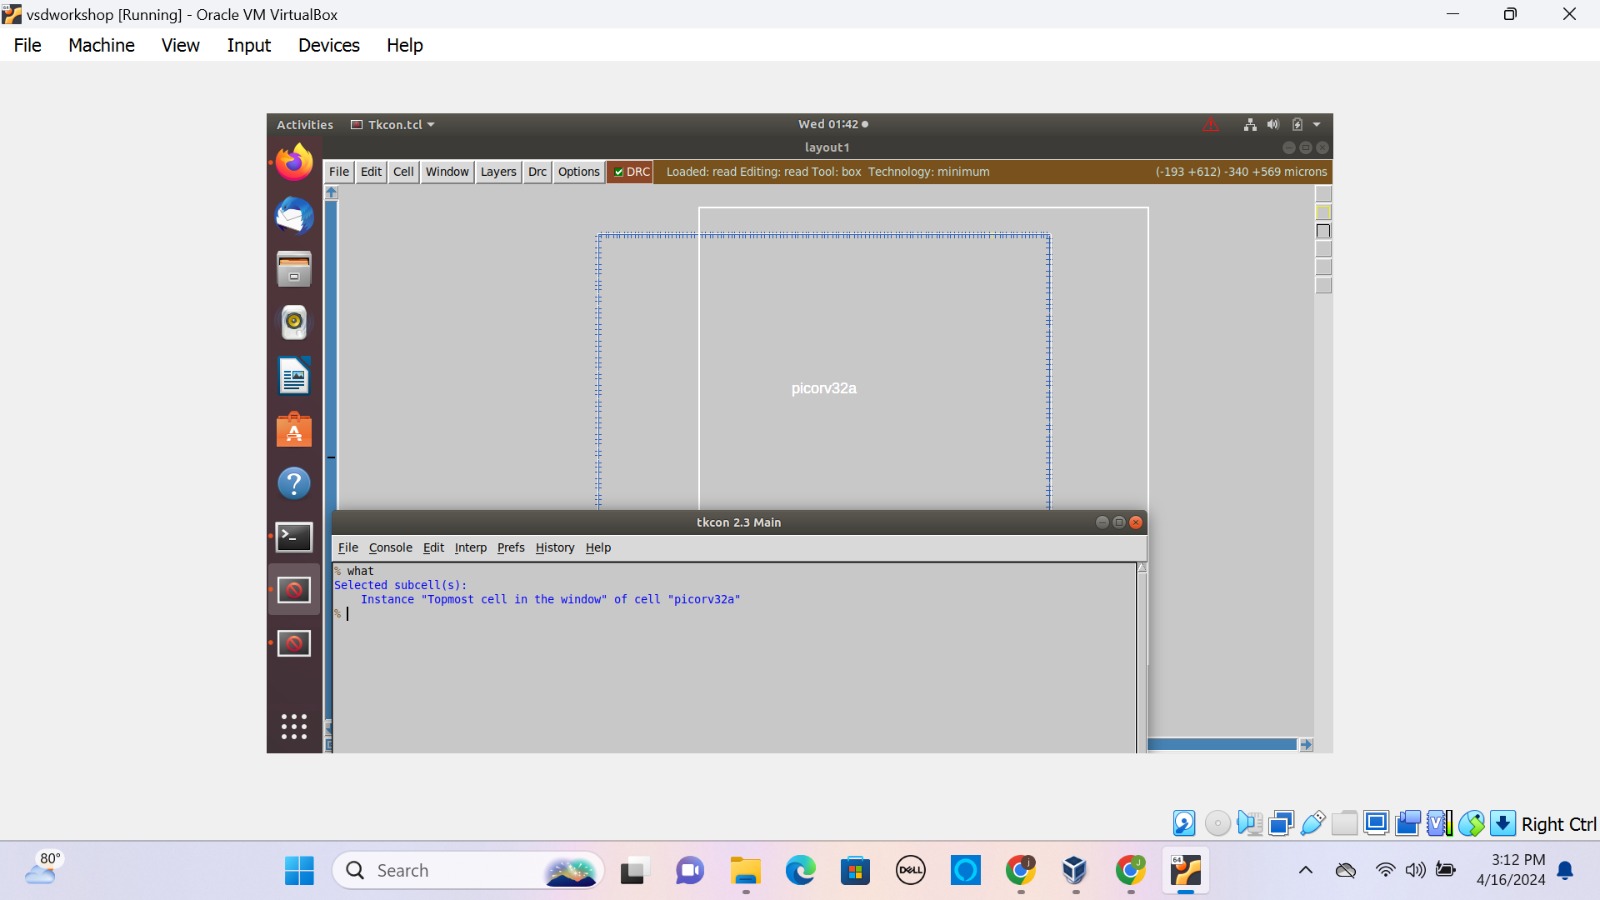 vsdworkshop [Running] - Oracle VM VirtualBox
File Machine View Input Devices Help
Activities Tkcon.tcl Wed 01:42
layout1
File Edit Cell Window Layers Drc Options DRC Loaded: read Editing: read Tool: box Technology: minimum (-193 +612) -340 +569 microns
picorv32a
tkcon 2.3 Main
File Console Edit Interp Prefs History Help
% what
Selected subcell(s):
Instance "Topmost cell in the window" of cell "picorv32a"
%
Right Ctrl
80°
Search
DELL
64
3:12 PM
4/16/2024